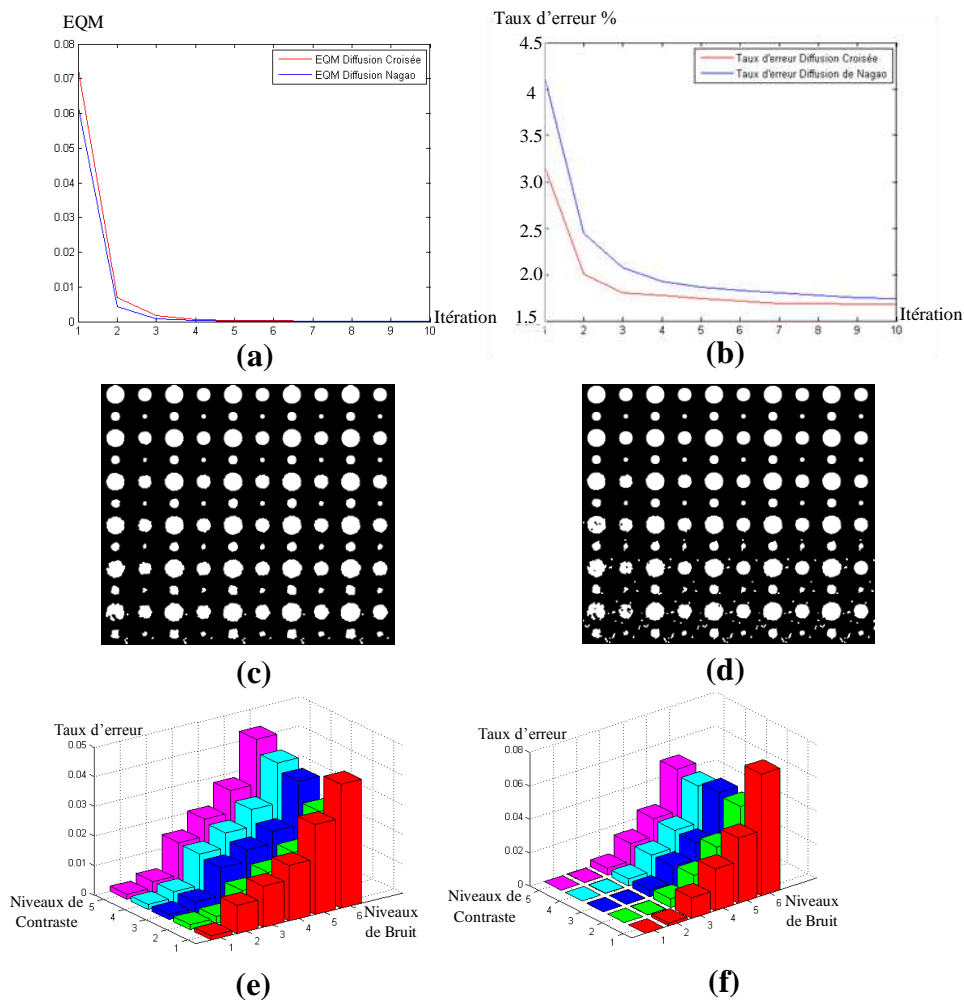 EQM
0.08
0.07
0.06
0.05
0.04
0.03
0.02
0.01
0
EQM Diffusion Croisée
EQM Diffusion Nagao
1 2 3 4 5 6 7 8 9 10
Itération
(a)
Taux d'erreur %
4.5
4
3.5
3.0
2.5
2.0
1.5
Taux d'erreur Diffusion Croisée
Taux d'erreur Diffusion de Nagao
1 2 3 4 5 6 7 8 9 10
Itération
(b)
(c)
(d)
Taux d'erreur
0.05
0.04
0.03
0.02
0.01
0
Niveaux de
Contraste
5
4
3
2
1
1
2
3
4
5
6
Niveaux
de Bruit
(e)
Taux d'erreur
0.08
0.06
0.04
0.02
0
Niveaux de
Contraste
5
4
3
2
1
1
2
3
4
5
6
Niveaux
de Bruit
(f)